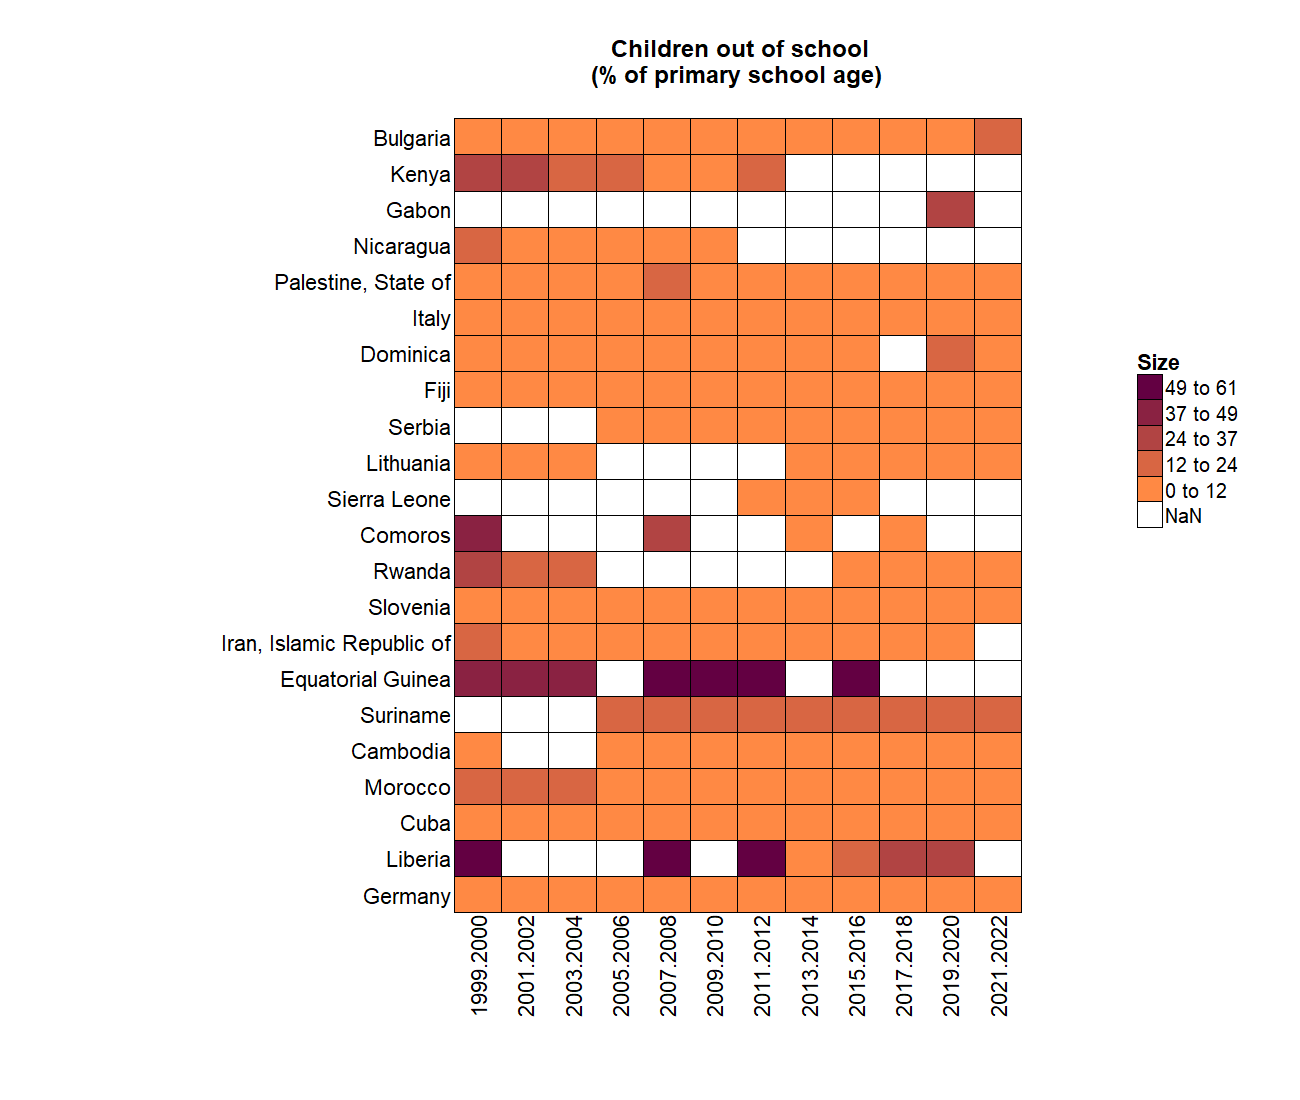 Children out of school
(% of primary school age)
Bulgaria
Kenya
Gabon
Nicaragua
Palestine, State of
Italy
Dominica
Fiji
Serbia
Lithuania
Sierra Leone
Comoros
Rwanda
Slovenia
Iran, Islamic Republic of
Equatorial Guinea
Suriname
Cambodia
Morocco
Cuba
Liberia
Germany
1999.2000
2001.2002
2003.2004
2005.2006
2007.2008
2009.2010
2011.2012
2013.2014
2015.2016
2017.2018
2019.2020
2021.2022
Size
49 to 61
37 to 49
24 to 37
12 to 24
0 to 12
NaN